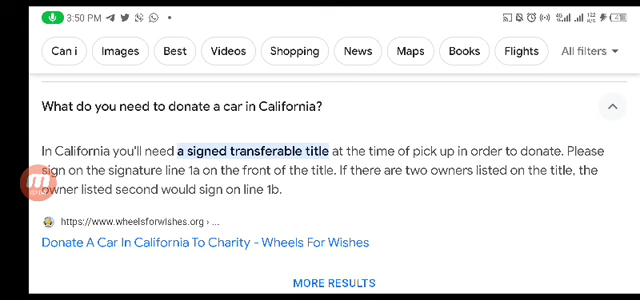 3:50 PM
Can i Images Best Videos Shopping News Maps Books Flights All filters
What do you need to donate a car in California?
In California you'll need a signed transferable title at the time of pick up in order to donate. Please
sign on the signature line 1a on the front of the title. If there are two owners listed on the title, the
owner listed second would sign on line 1b.
https://www.wheelsforwishes.org › ...
Donate A Car In California To Charity - Wheels For Wishes
MORE RESULTS